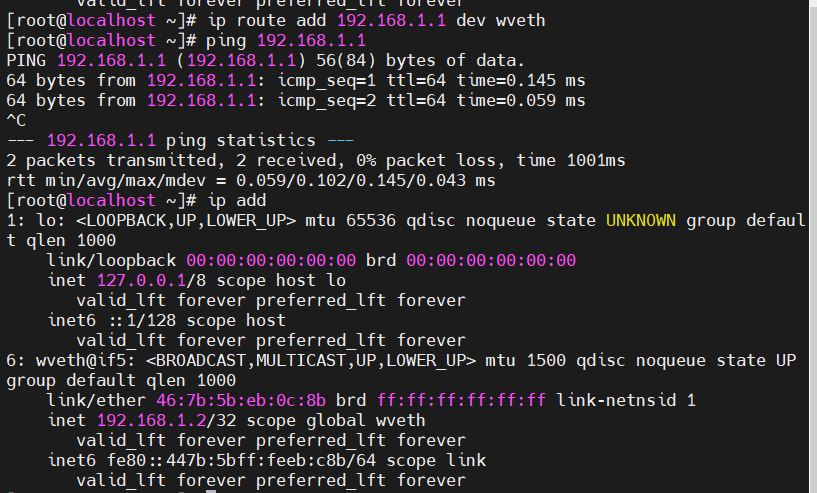 valid_lft forever preferred_lft forever
[root@localhost ~]# ip route add 192.168.1.1 dev wveth
[root@localhost ~]# ping 192.168.1.1
PING 192.168.1.1 (192.168.1.1) 56(84) bytes of data.
64 bytes from 192.168.1.1: icmp_seq=1 ttl=64 time=0.145 ms
64 bytes from 192.168.1.1: icmp_seq=2 ttl=64 time=0.059 ms
^C
--- 192.168.1.1 ping statistics ---
2 packets transmitted, 2 received, 0% packet loss, time 1001ms
rtt min/avg/max/mdev = 0.059/0.102/0.145/0.043 ms
[root@localhost ~]# ip add
1: lo: <LOOPBACK,UP,LOWER_UP> mtu 65536 qdisc noqueue state UNKNOWN group defaul
t qlen 1000
link/loopback 00:00:00:00:00:00 brd 00:00:00:00:00:00
inet 127.0.0.1/8 scope host lo
valid_lft forever preferred_lft forever
inet6 ::1/128 scope host
valid_lft forever preferred_lft forever
6: wveth@if5: <BROADCAST,MULTICAST,UP,LOWER_UP> mtu 1500 qdisc noqueue state UP
group default qlen 1000
link/ether 46:7b:5b:eb:0c:8b brd ff:ff:ff:ff:ff:ff link-netnsid 1
inet 192.168.1.2/32 scope global wveth
valid_lft forever preferred_lft forever
inet6 fe80::447b:5bff:feeb:c8b/64 scope link
valid_lft forever preferred_lft forever